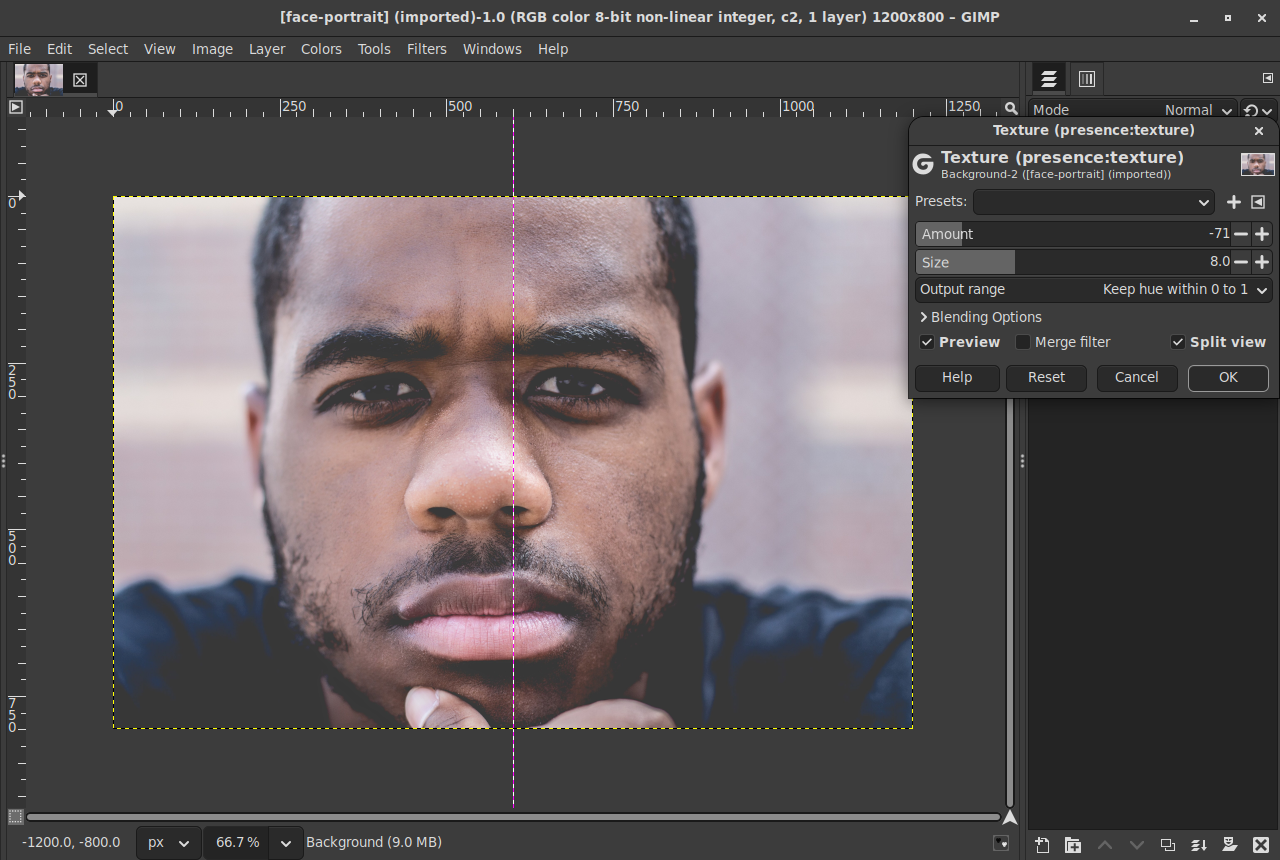 [face-portrait] (imported)-1.0 (RGB color 8-bit non-linear integer, c2, 1 layer) 1200x800 – GIMP
File Edit Select View Image Layer Colors Tools Filters Windows Help
0 250 500 750 1000 1250
Mode Normal
Texture (presence:texture)
Texture (presence:texture)
Background-2 ([face-portrait] (imported))
Presets:
Amount -71
Size 8.0
Output range Keep hue within 0 to 1
Blending Options
Preview Merge filter Split view
Help Reset Cancel OK
0
250
500
750
-1200.0, -800.0 px 66.7 % Background (9.0 MB)